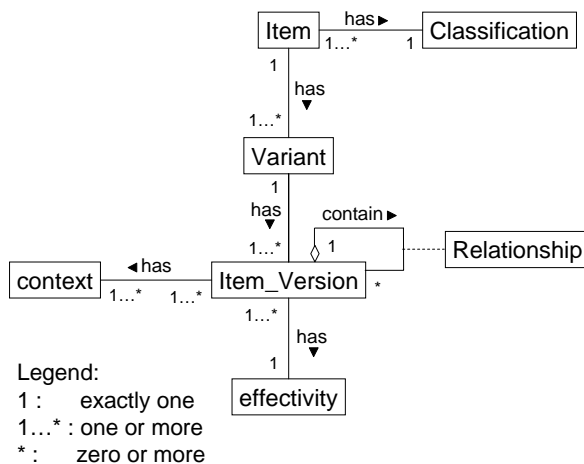 Item
has ►
Classification
1…*
1
1
has
▼
1…*
Variant
1
has
▼
1…*
contain ►
1
Relationship
context
◄ has
Item_Version
1…*
1…*
*
1…*
has
▼
1
effectivity
Legend:
1 : exactly one
1…* : one or more
* : zero or more